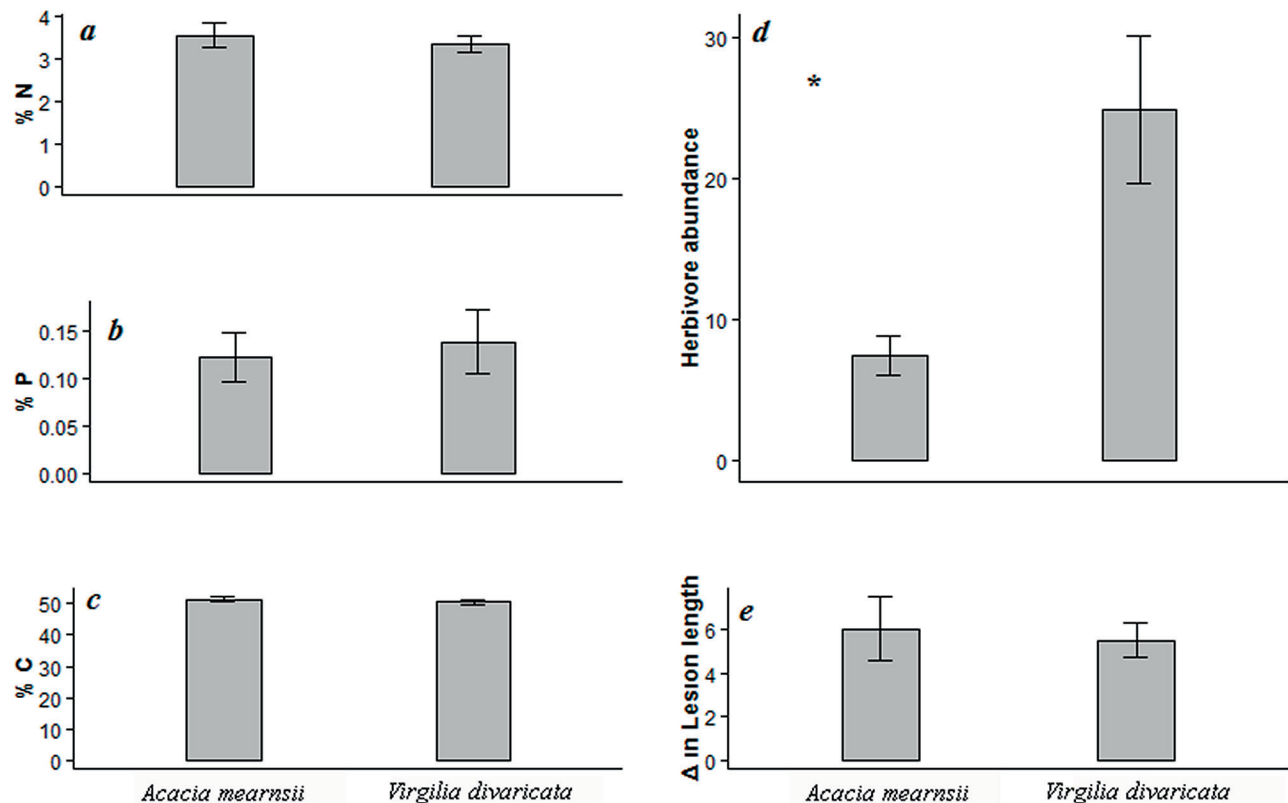 a
% N
4
3
2
1
0
b
% P
0.15
0.10
0.05
0.00
c
% C
50
40
30
20
10
0
Acacia mearnsii Virgilia divaricata
d
*
Herbivore abundance
30
20
10
0
e
Δ in Lesion length
6
4
2
0
Acacia mearnsii Virgilia divaricata